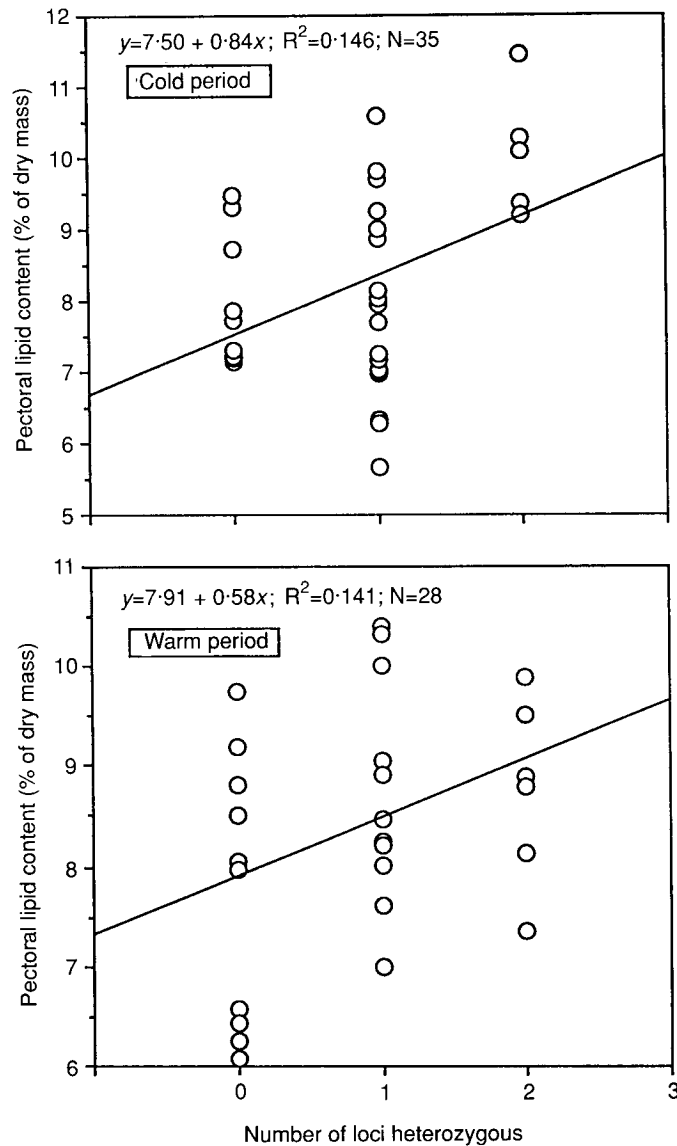 y=7·50 + 0·84x; R²=0·146; N=35
Cold period
Pectoral lipid content (% of dry mass)
12
11
10
9
8
7
6
5
y=7·91 + 0·58x; R²=0·141; N=28
Warm period
Pectoral lipid content (% of dry mass)
11
10
9
8
7
6
0 1 2 3
Number of loci heterozygous